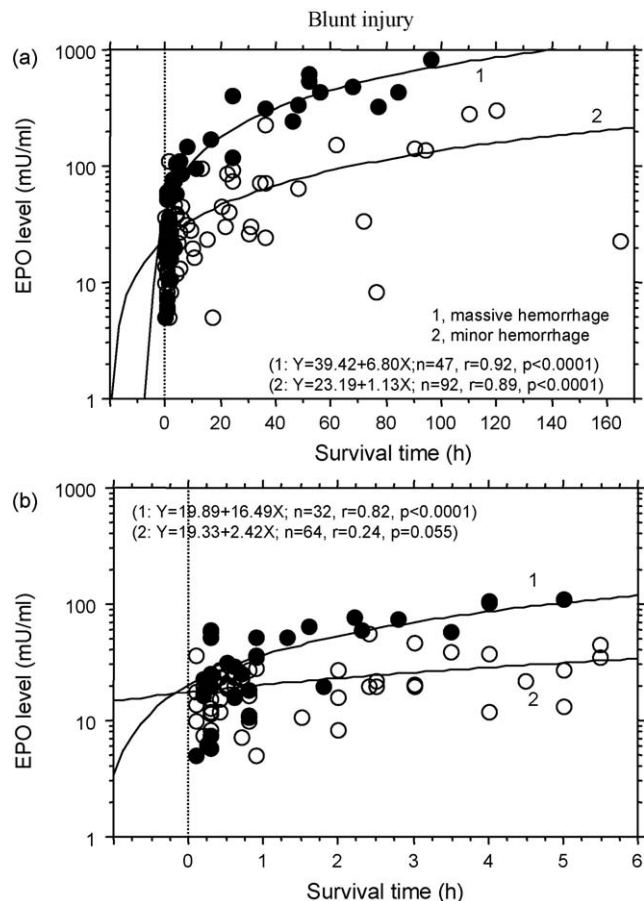 Blunt injury
(a)
1000
100
10
1
EPO level (mU/ml)
1
2
1, massive hemorrhage
2, minor hemorrhage
(1: Y=39.42+6.80X;n=47, r=0.92, p<0.0001)
(2: Y=23.19+1.13X; n=92, r=0.89, p<0.0001)
0 20 40 60 80 100 120 140 160
Survival time (h)
(b)
1000
100
10
1
EPO level (mU/ml)
(1: Y=19.89+16.49X; n=32, r=0.82, p<0.0001)
(2: Y=19.33+2.42X; n=64, r=0.24, p=0.055)
1
2
0 1 2 3 4 5 6
Survival time (h)